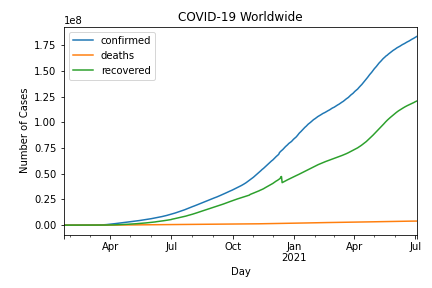 COVID-19 Worldwide
1e8
confirmed
deaths
recovered
1.75
1.50
1.25
1.00
0.75
0.50
0.25
0.00
Number of Cases
Apr Jul Oct Jan Apr Jul
2021
Day